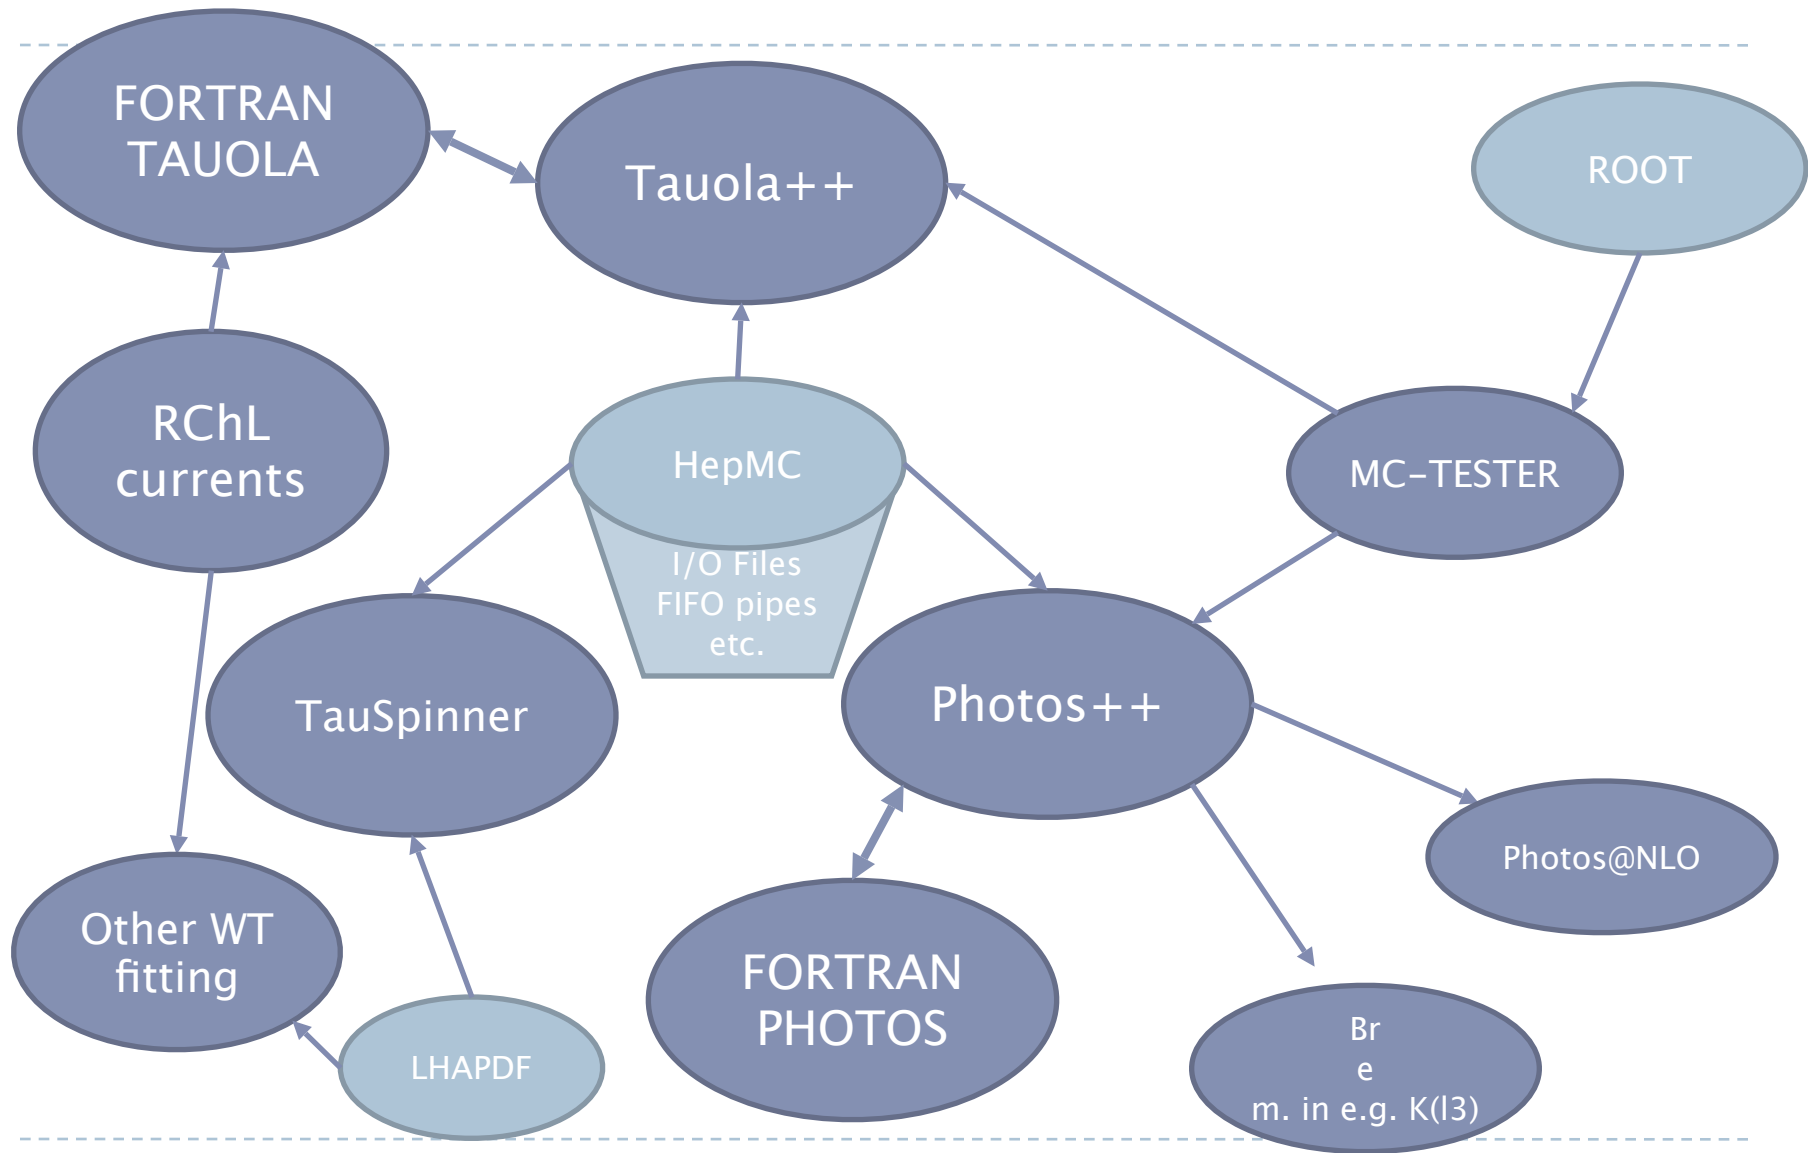 FORTRAN
TAUOLA
Tauola++
ROOT
RChL
currents
HepMC
MC-TESTER
I/O Files
FIFO pipes
etc.
TauSpinner
Photos++
Photos@NLO
Other WT
fitting
FORTRAN
PHOTOS
LHAPDF
Br
e
m. in e.g. K(l3)